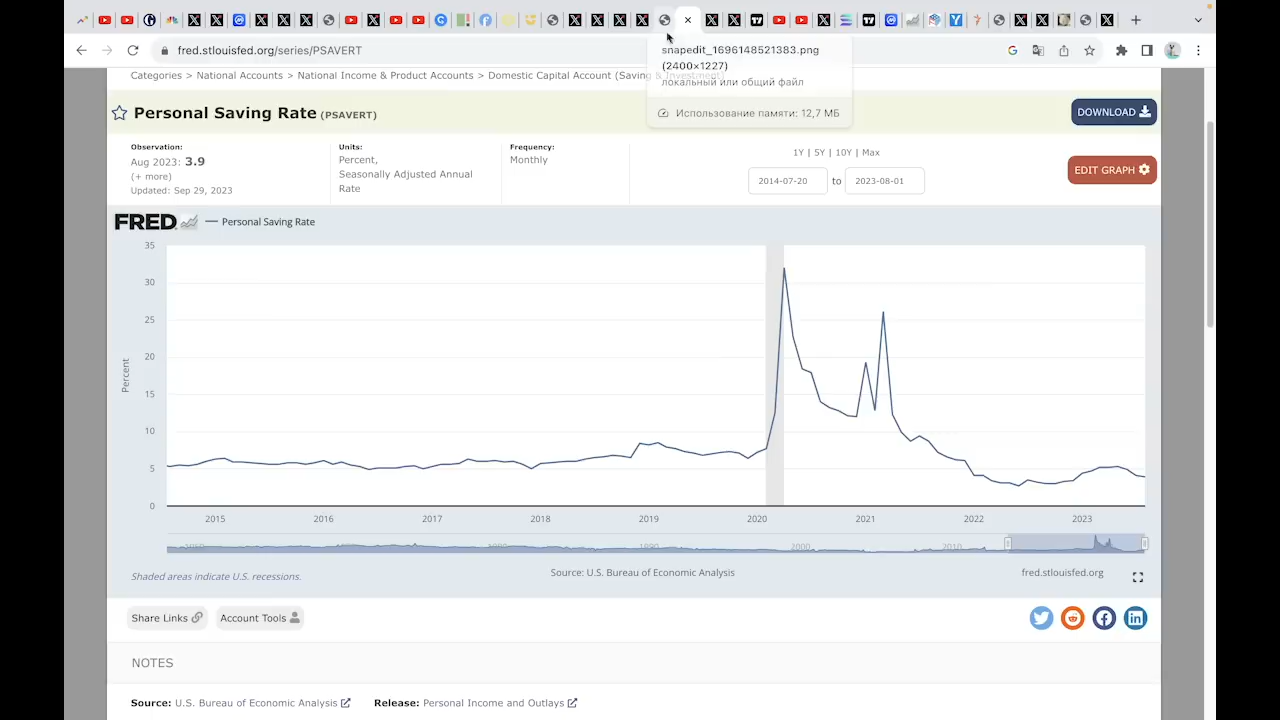 fred.stlouisfed.org/series/PSAVERT
snapedit_1696148521383.png
(2400×1227)
локальный или общий файл
Использование памяти: 12,7 МБ
Categories > National Accounts > National Income & Product Accounts > Domestic Capital Account (Saving & Investment)
Personal Saving Rate (PSAVERT)
DOWNLOAD
Observation:
Aug 2023: 3.9
(+ more)
Updated: Sep 29, 2023
Units:
Percent,
Seasonally Adjusted Annual
Rate
Frequency:
Monthly
1Y | 5Y | 10Y | Max
2014-07-20 to 2023-08-01
EDIT GRAPH
FRED Personal Saving Rate
35
30
25
20
15
10
5
0
Percent
2015 2016 2017 2018 2019 2020 2021 2022 2023
1990 2000 2010
Shaded areas indicate U.S. recessions.
Source: U.S. Bureau of Economic Analysis
fred.stlouisfed.org
Share Links
Account Tools
NOTES
Source: U.S. Bureau of Economic Analysis
Release: Personal Income and Outlays